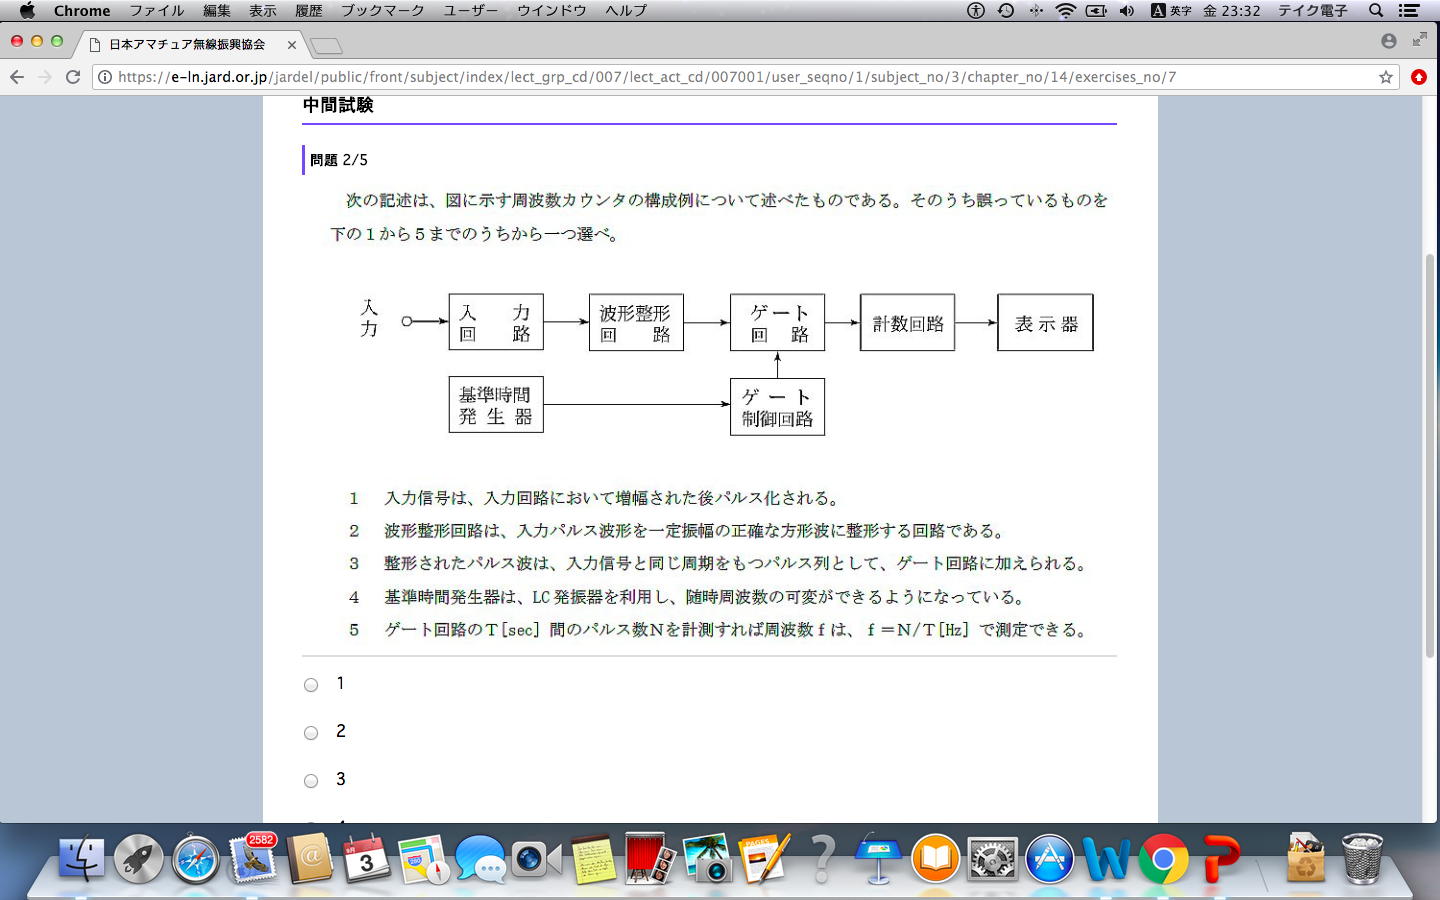 Chrome ファイル 編集 表示 履歴 ブックマーク ユーザー ウインドウ ヘルプ A 英字 金 23:32 テイク電子
日本アマチュア無線振興協会
https://e-ln.jard.or.jp/jardel/public/front/subject/index/lect_grp_cd/007/lect_act_cd/007001/user_seqno/1/subject_no/3/chapter_no/14/exercises_no/7
中間試験
問題 2/5
次の記述は、図に示す周波数カウンタの構成例について述べたものである。そのうち誤っているものを
下の1から5までのうちから一つ選べ。
入力
入力回路
波形整形回路
ゲート回路
計数回路
表示器
基準時間発生器
ゲート制御回路
1 入力信号は、入力回路において増幅された後パルス化される。
2 波形整形回路は、入力パルス波形を一定振幅の正確な方形波に整形する回路である。
3 整形されたパルス波は、入力信号と同じ周期をもつパルス列として、ゲート回路に加えられる。
4 基準時間発生器は、LC発振器を利用し、随時周波数の可変ができるようになっている。
5 ゲート回路のT[sec]間のパルス数Nを計測すれば周波数fは、f=N/T[Hz]で測定できる。
1
2
3
2582
9月
3
PAGES